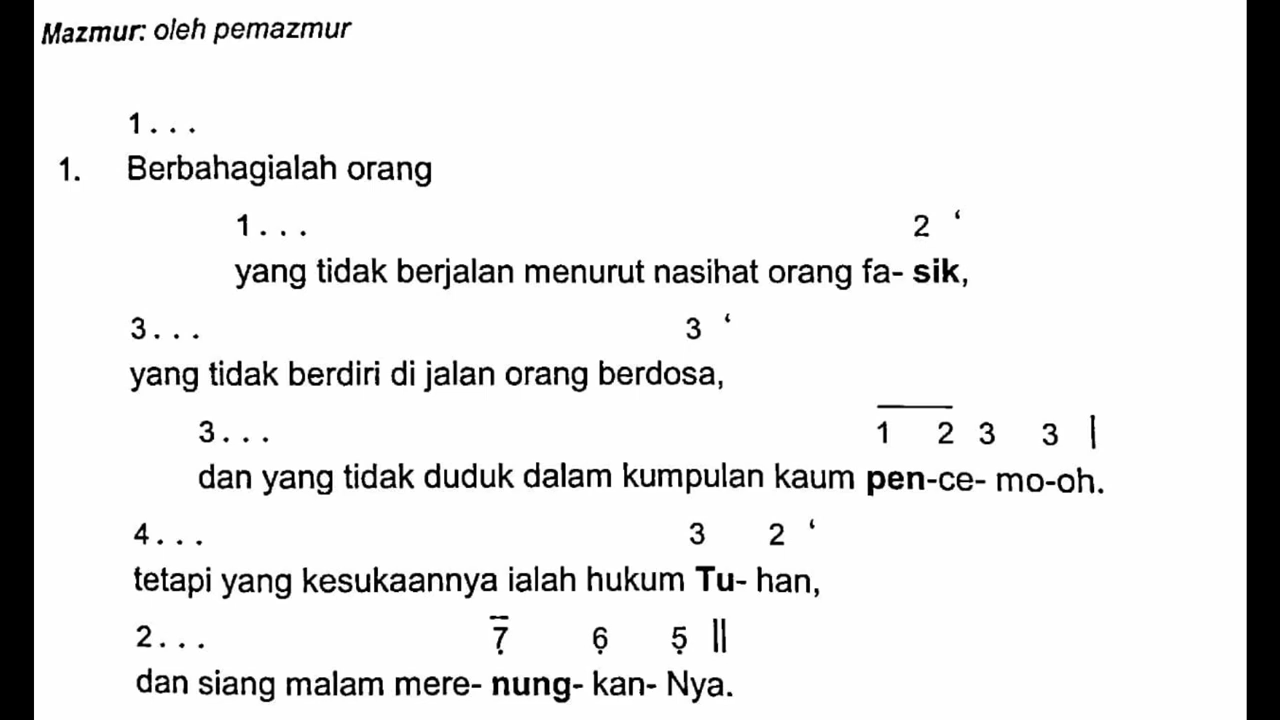 Mazmur: oleh pemazmur
1 . . .
1. Berbahagialah orang
1 . . . 2 ‘
yang tidak berjalan menurut nasihat orang fa- sik,
3 . . . 3 ‘
yang tidak berdiri di jalan orang berdosa,
3 . . . 1 2 3 3 |
dan yang tidak duduk dalam kumpulan kaum pen-ce- mo-oh.
4 . . . 3 2 ‘
tetapi yang kesukaannya ialah hukum Tu- han,
2 . . . 7̣ 6̣ 5̣ ||
dan siang malam mere- nung- kan- Nya.